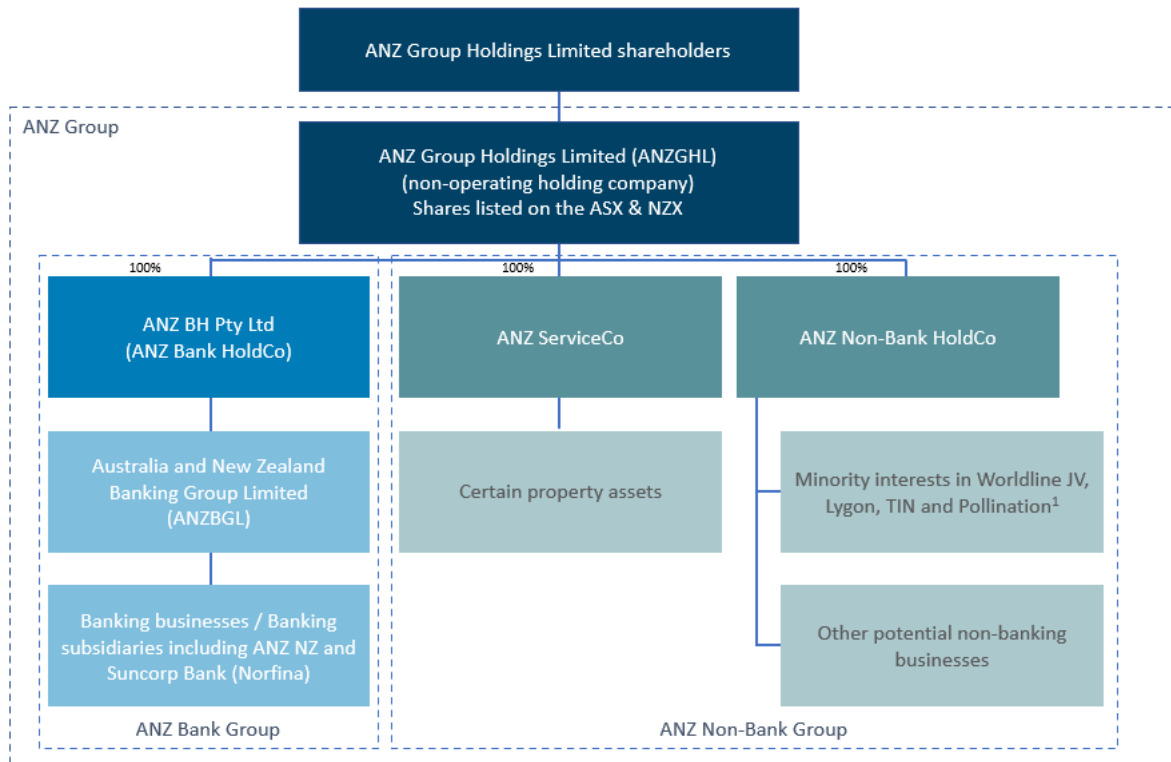 ANZ Group Holdings Limited shareholders
ANZ Group
ANZ Group Holdings Limited (ANZGHL)
(non-operating holding company)
Shares listed on the ASX & NZX
100%
100%
100%
ANZ BH Pty Ltd
(ANZ Bank HoldCo)
ANZ ServiceCo
ANZ Non-Bank HoldCo
Australia and New Zealand
Banking Group Limited
(ANZBGL)
Certain property assets
Minority interests in Worldline JV,
Lygon, TIN and Pollination¹
Banking businesses / Banking
subsidiaries including ANZ NZ and
Suncorp Bank (Norfina)
Other potential non-banking
businesses
ANZ Bank Group
ANZ Non-Bank Group